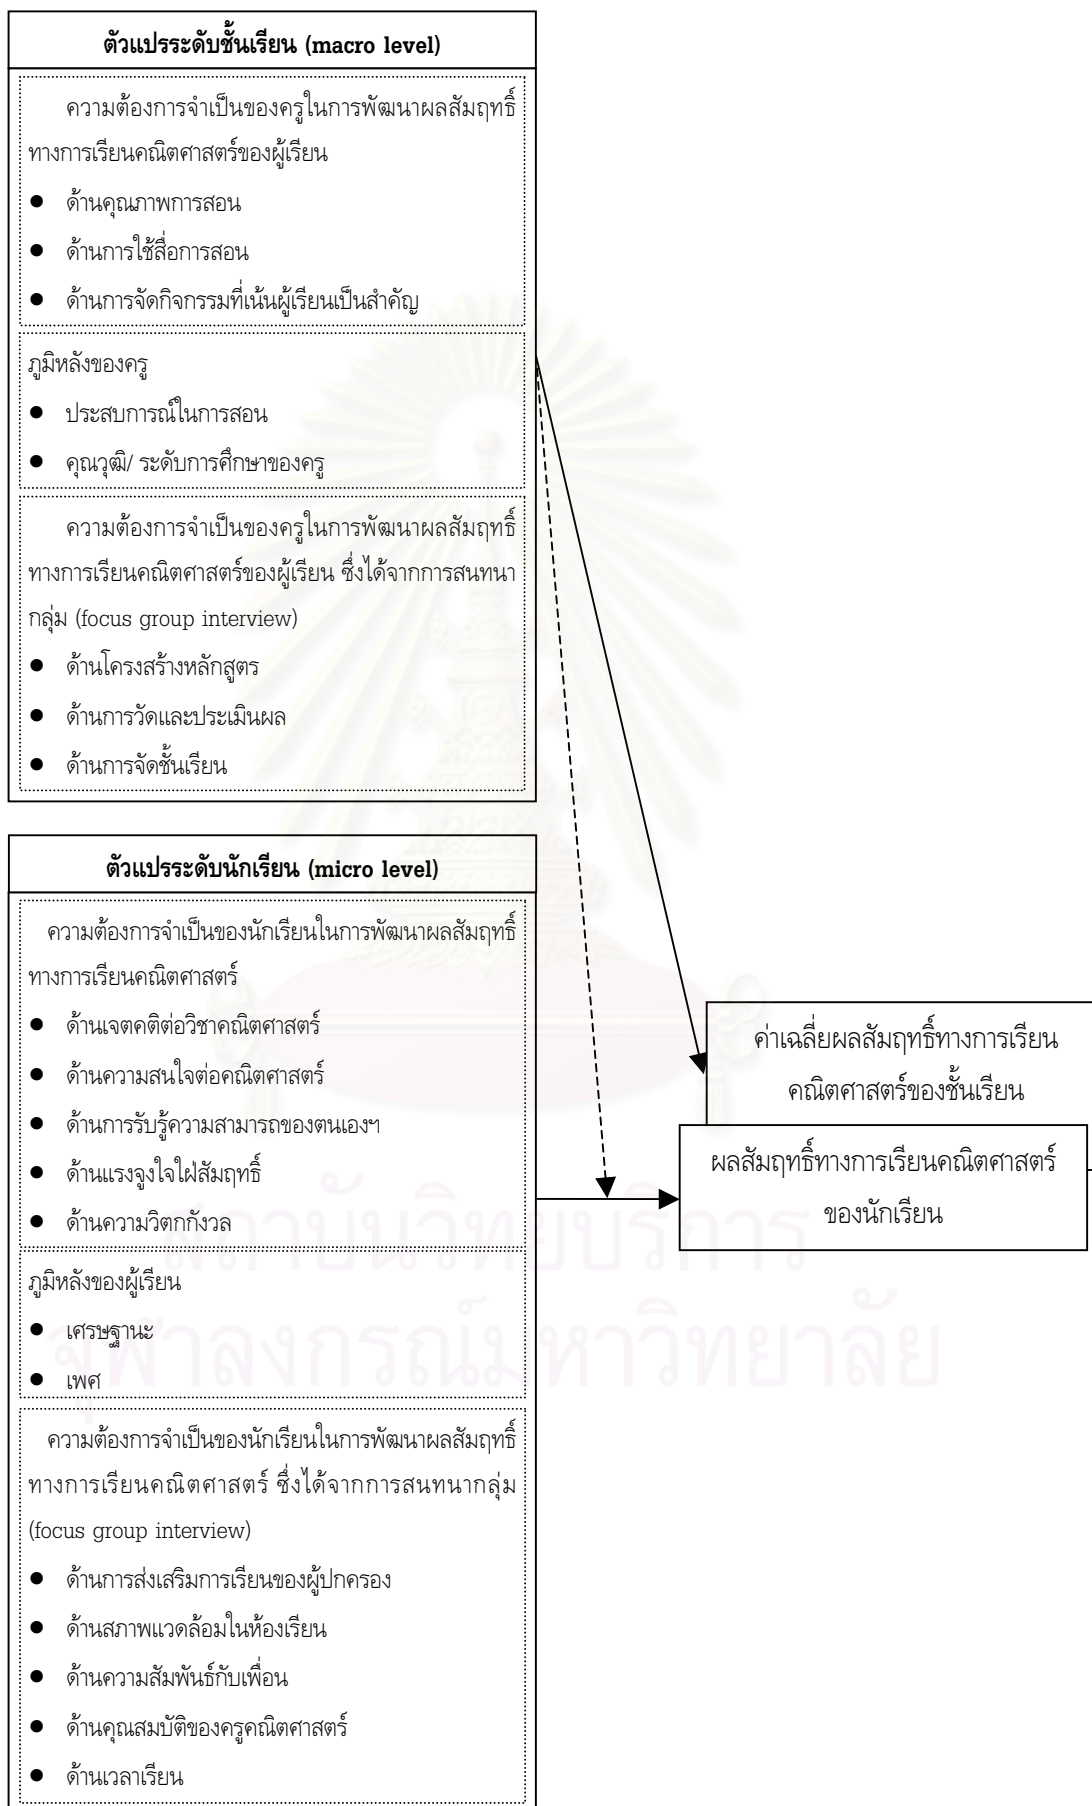 ตัวแปรระดับชั้นเรียน (macro level)
ความต้องการจำเป็นของครูในการพัฒนาผลสัมฤทธิ์
ทางการเรียนคณิตศาสตร์ของผู้เรียน
● ด้านคุณภาพการสอน
● ด้านการใช้สื่อการสอน
● ด้านการจัดกิจกรรมที่เน้นผู้เรียนเป็นสำคัญ
ภูมิหลังของครู
● ประสบการณ์ในการสอน
● คุณวุฒิ/ ระดับการศึกษาของครู
ความต้องการจำเป็นของครูในการพัฒนาผลสัมฤทธิ์
ทางการเรียนคณิตศาสตร์ของผู้เรียน ซึ่งได้จากการสนทนา
กลุ่ม (focus group interview)
● ด้านโครงสร้างหลักสูตร
● ด้านการวัดและประเมินผล
● ด้านการจัดชั้นเรียน
ตัวแปรระดับนักเรียน (micro level)
ความต้องการจำเป็นของนักเรียนในการพัฒนาผลสัมฤทธิ์
ทางการเรียนคณิตศาสตร์
● ด้านเจตคติต่อวิชาคณิตศาสตร์
● ด้านความสนใจต่อคณิตศาสตร์
● ด้านการรับรู้ความสามารถของตนเองฯ
● ด้านแรงจูงใจใฝ่สัมฤทธิ์
● ด้านความวิตกกังวล
ภูมิหลังของผู้เรียน
● เศรษฐานะ
● เพศ
ความต้องการจำเป็นของนักเรียนในการพัฒนาผลสัมฤทธิ์
ทางการเรียนคณิตศาสตร์ ซึ่งได้จากการสนทนากลุ่ม
(focus group interview)
● ด้านการส่งเสริมการเรียนของผู้ปกครอง
● ด้านสภาพแวดล้อมในห้องเรียน
● ด้านความสัมพันธ์กับเพื่อน
● ด้านคุณสมบัติของครูคณิตศาสตร์
● ด้านเวลาเรียน
ค่าเฉลี่ยผลสัมฤทธิ์ทางการเรียน
คณิตศาสตร์ของชั้นเรียน
ผลสัมฤทธิ์ทางการเรียนคณิตศาสตร์
ของนักเรียน
สถาบันวิทยบริการ
จุฬาลงกรณ์มหาวิทยาลัย